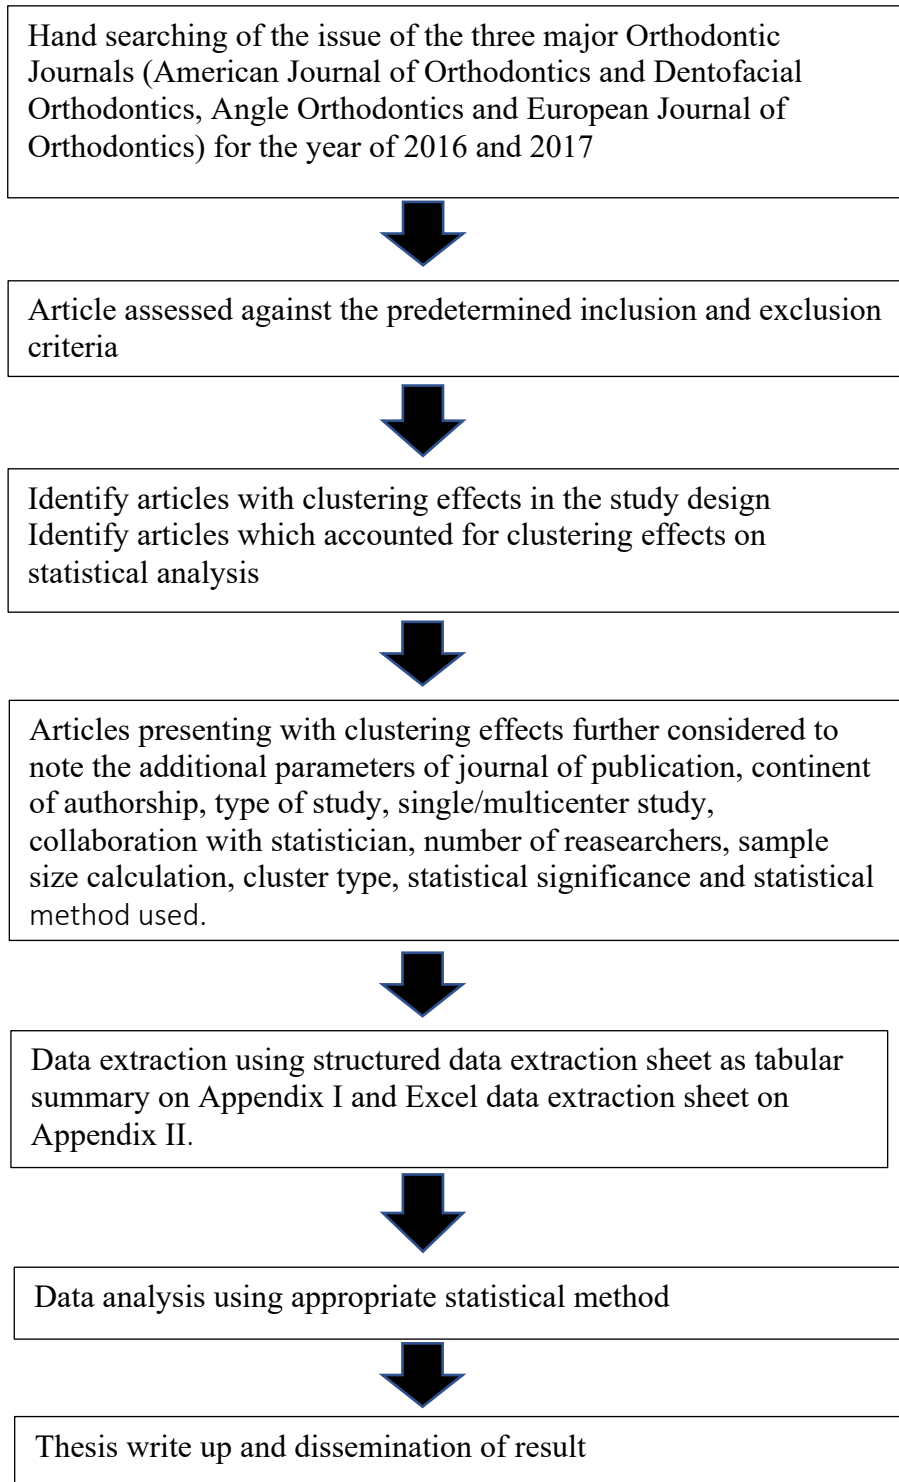 Hand searching of the issue of the three major Orthodontic
Journals (American Journal of Orthodontics and Dentofacial
Orthodontics, Angle Orthodontics and European Journal of
Orthodontics) for the year of 2016 and 2017
Article assessed against the predetermined inclusion and exclusion
criteria
Identify articles with clustering effects in the study design
Identify articles which accounted for clustering effects on
statistical analysis
Articles presenting with clustering effects further considered to
note the additional parameters of journal of publication, continent
of authorship, type of study, single/multicenter study,
collaboration with statistician, number of reasearchers, sample
size calculation, cluster type, statistical significance and statistical
method used.
Data extraction using structured data extraction sheet as tabular
summary on Appendix I and Excel data extraction sheet on
Appendix II.
Data analysis using appropriate statistical method
Thesis write up and dissemination of result